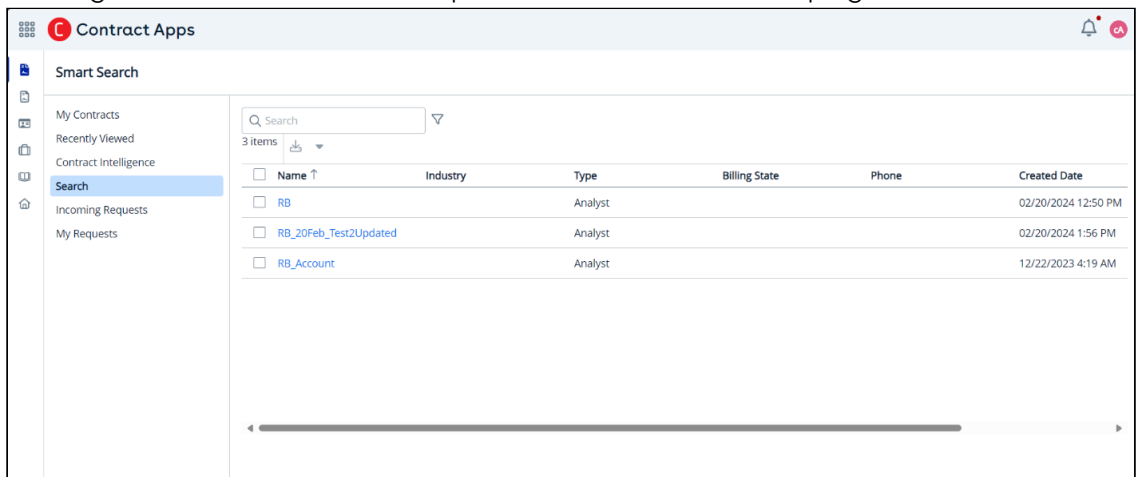 Contract Apps
cA
Smart Search
My Contracts
Recently Viewed
Contract Intelligence
Search
Incoming Requests
My Requests
Search
3 items
Name ↑ Industry Type Billing State Phone Created Date
RB Analyst 02/20/2024 12:50 PM
RB_20Feb_Test2Updated Analyst 02/20/2024 1:56 PM
RB_Account Analyst 12/22/2023 4:19 AM